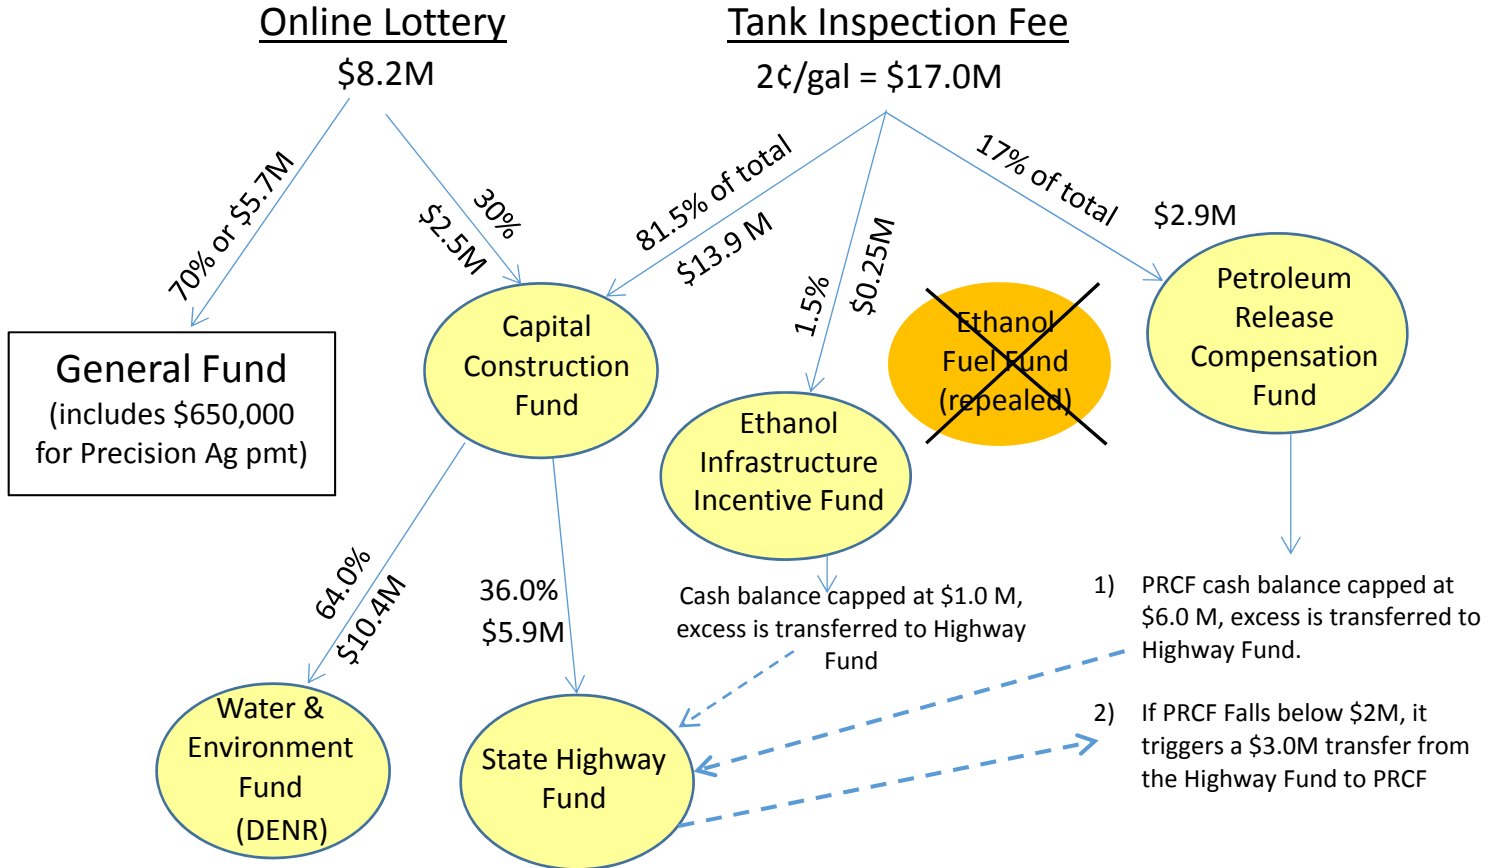 Online Lottery
$8.2M
Tank Inspection Fee
2¢/gal = $17.0M
70% or $5.7M
30%
$2.5M
81.5% of total
$13.9 M
1.5%
$0.25M
17% of total
$2.9M
General Fund
(includes $650,000
for Precision Ag pmt)
Capital
Construction
Fund
Ethanol
Infrastructure
Incentive Fund
Ethanol
Fuel Fund
(repealed)
Petroleum
Release
Compensation
Fund
64.0%
$10.4M
36.0%
$5.9M
Cash balance capped at $1.0 M,
excess is transferred to Highway
Fund
1) PRCF cash balance capped at
$6.0 M, excess is transferred to
Highway Fund.
2) If PRCF Falls below $2M, it
triggers a $3.0M transfer from
the Highway Fund to PRCF
Water &
Environment
Fund
(DENR)
State Highway
Fund